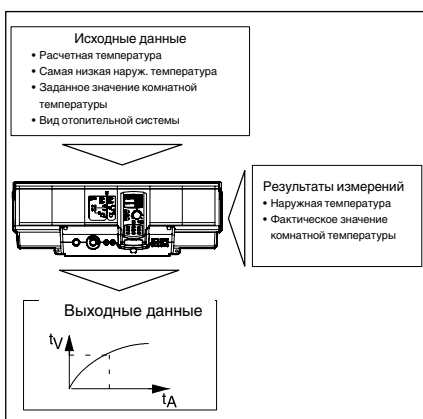 Исходные данные
• Расчетная температура
• Самая низкая наруж. температура
• Заданное значение комнатной
температуры
• Вид отопительной системы
Результаты измерений
• Наружная температура
• Фактическое значение
комнатной температуры
Выходные данные
tV
tA